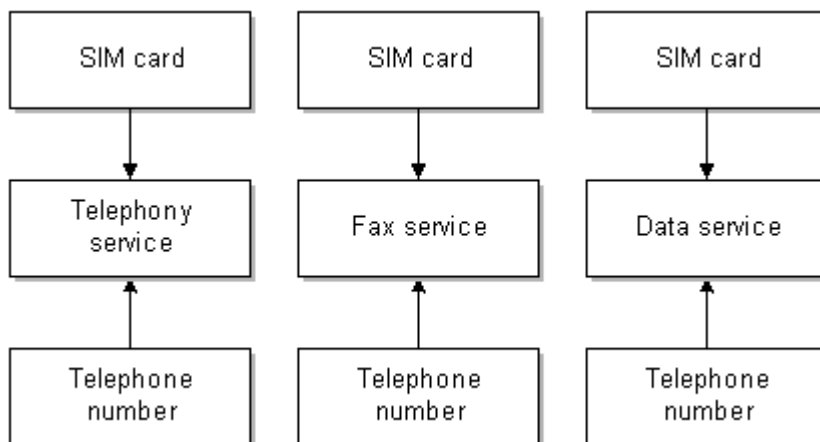 SIM card
SIM card
SIM card
Telephony
service
Fax service
Data service
Telephone
number
Telephone
number
Telephone
number